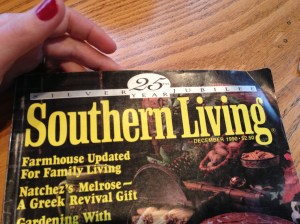 25
SILVER YEAR JUBILEE
Southern Living
DECEMBER 1990 • $2.50
Farmhouse Updated
For Family Living
Natchez's Melrose—
A Greek Revival Gift
Gardening With